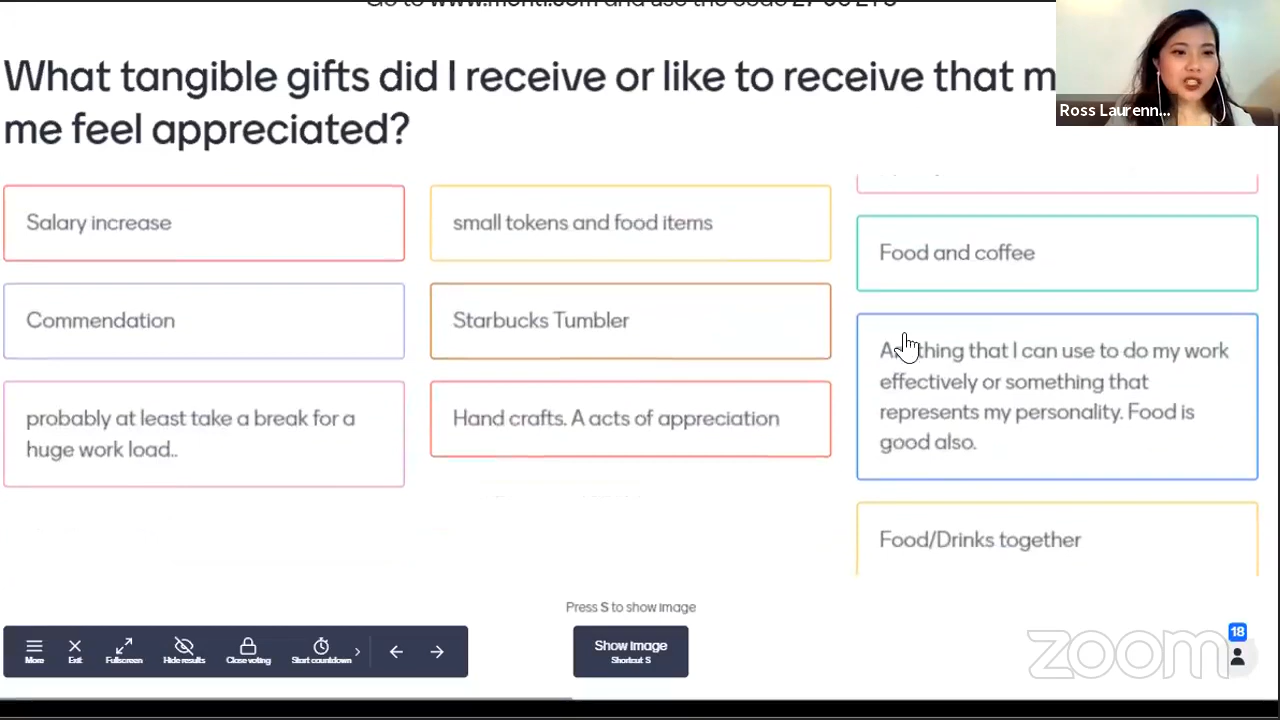 What tangible gifts did I receive or like to receive that m
me feel appreciated?
Ross Laurenn...
Salary increase
Commendation
probably at least take a break for a
huge work load..
small tokens and food items
Starbucks Tumbler
Hand crafts. A acts of appreciation
Food and coffee
thing that I can use to do my work
effectively or something that
represents my personality. Food is
good also.
Food/Drinks together
Press S to show image
More
Exit
Fullscreen
Hide results
Close voting
Start countdown
Show image
Shortcut S
zoom
18